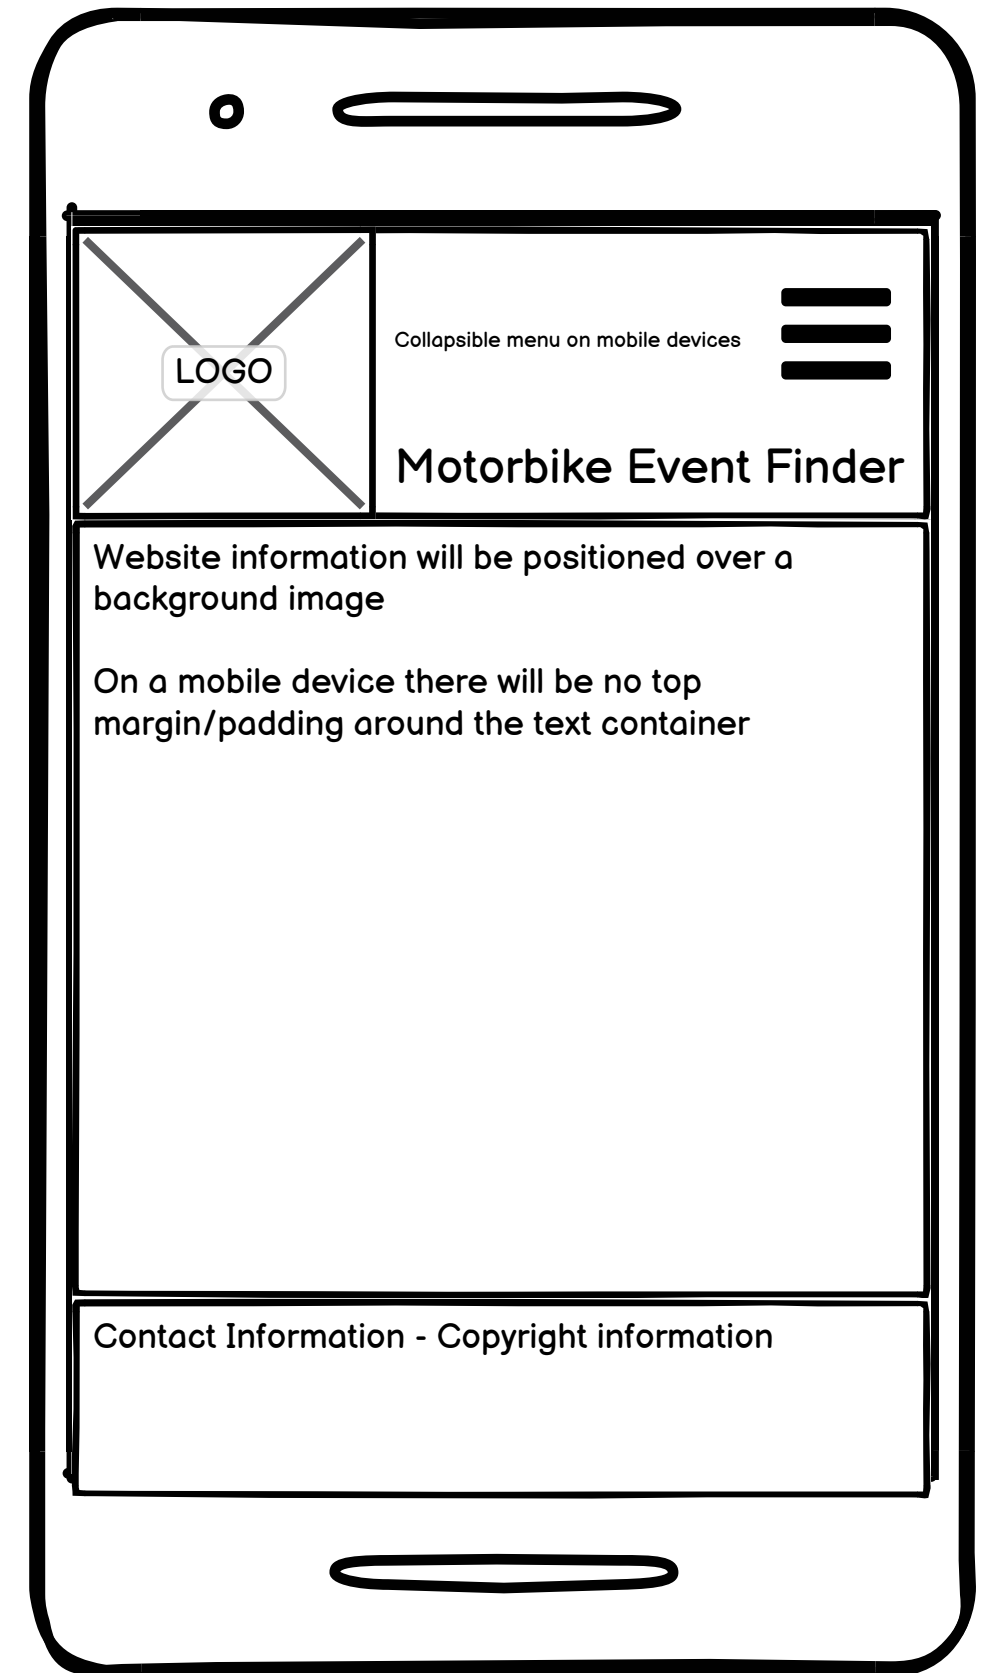 LOGO
Collapsible menu on mobile devices
Motorbike Event Finder
Website information will be positioned over a
background image
On a mobile device there will be no top
margin/padding around the text container
Contact Information - Copyright information